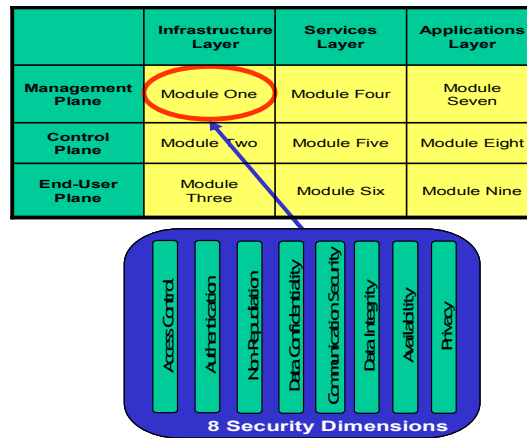 Infrastructure Layer
Services Layer
Applications Layer
Management Plane
Module One
Module Four
Module Seven
Control Plane
Module Two
Module Five
Module Eight
End-User Plane
Module Three
Module Six
Module Nine
Access Control
Authentication
Non-Repudiation
Data Confidentiality
Communication Security
Data Integrity
Availability
Privacy
8 Security Dimensions